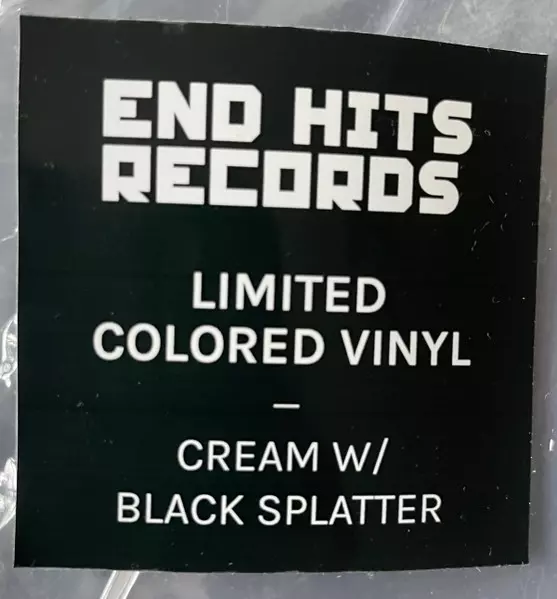 END HITS
RECORDS
LIMITED
COLORED VINYL
–
CREAM W/
BLACK SPLATTER